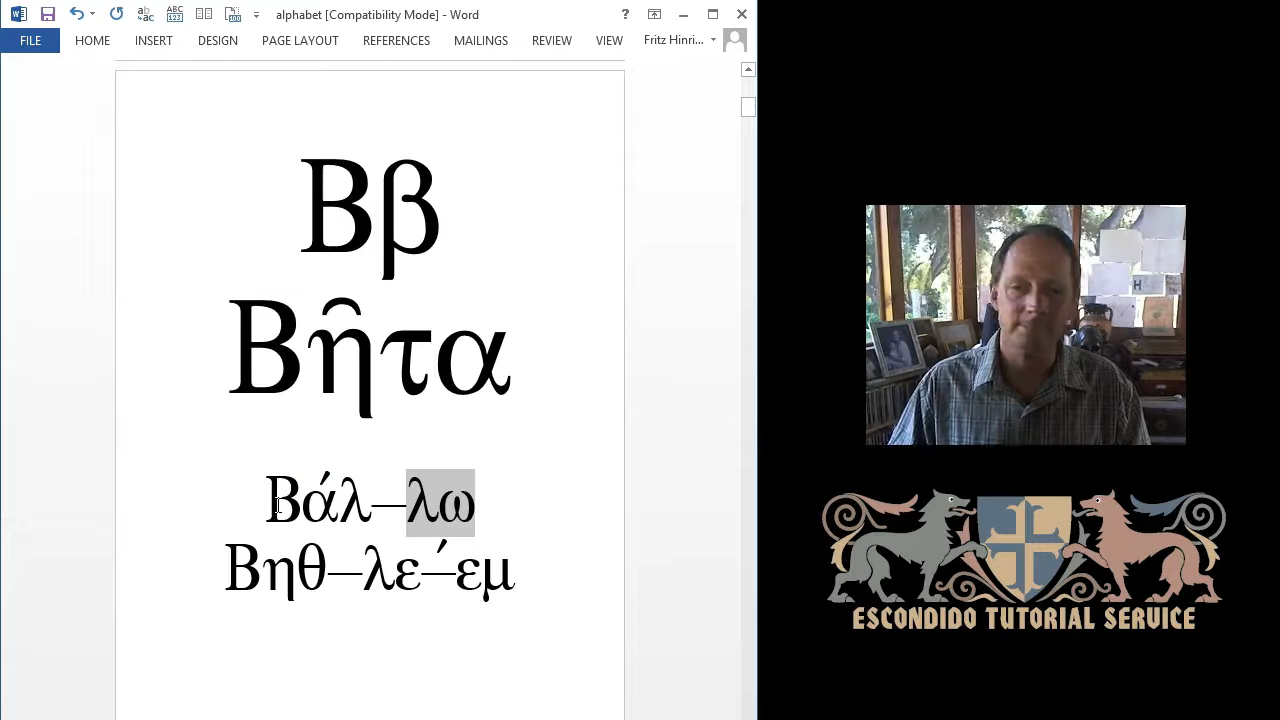 alphabet [Compatibility Mode] - Word
FILE HOME INSERT DESIGN PAGE LAYOUT REFERENCES MAILINGS REVIEW VIEW Fritz Hinri...
Ββ
Βῆτα
Βάλ–λω
Βηθ–λε–́εμ
ESCONDIDO TUTORIAL SERVICE